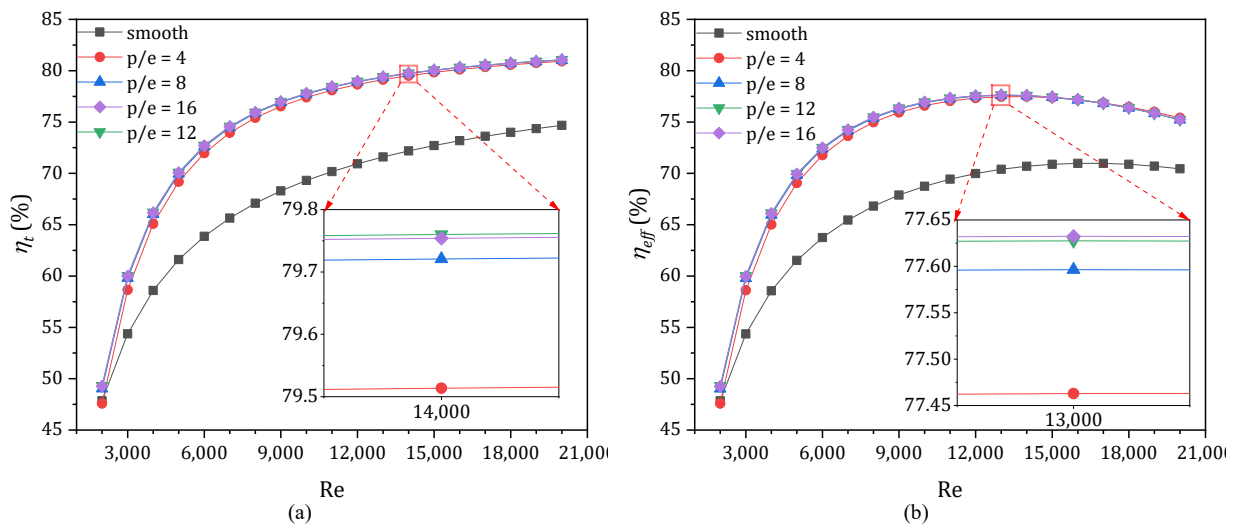 85
80
75
70
65
60
55
50
45
η_t (%)
smooth
p/e = 4
p/e = 8
p/e = 16
p/e = 12
79.8
79.7
79.6
79.5
14,000
3,000 6,000 9,000 12,000 15,000 18,000 21,000
Re
(a)
85
80
75
70
65
60
55
50
45
η_eff (%)
smooth
p/e = 4
p/e = 8
p/e = 12
p/e = 16
77.65
77.60
77.55
77.50
77.45
13,000
3,000 6,000 9,000 12,000 15,000 18,000 21,000
Re
(b)